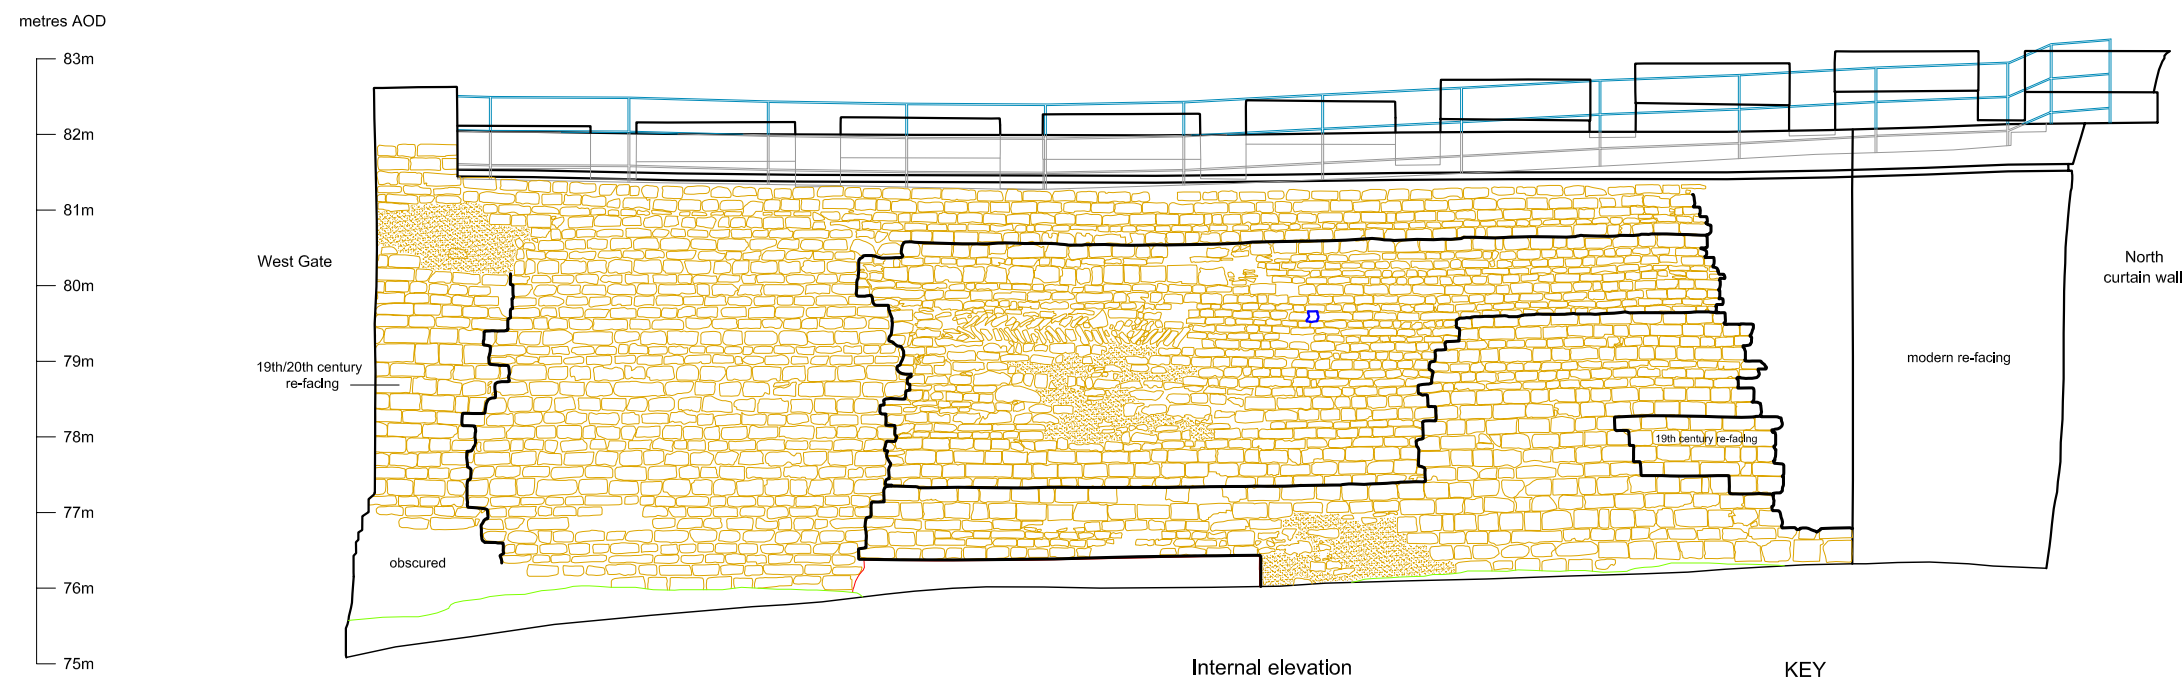 metres AOD
83m
82m
81m
80m
79m
78m
77m
76m
75m
West Gate
19th/20th century
re-facing
obscured
19th century re-facing
modern re-facing
North
curtain wall
Internal elevation
KEY